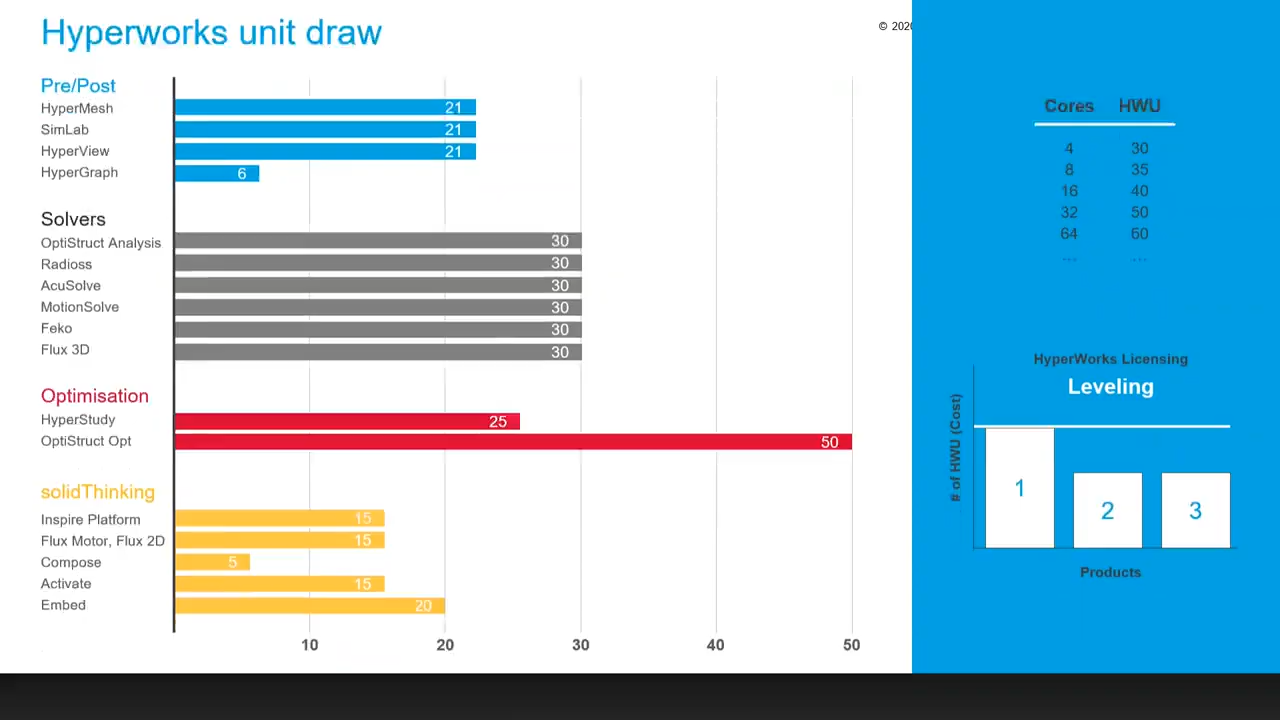 Hyperworks unit draw
© 2020
Pre/Post
HyperMesh 21
SimLab 21
HyperView 21
HyperGraph 6
Solvers
OptiStruct Analysis 30
Radioss 30
AcuSolve 30
MotionSolve 30
Feko 30
Flux 3D 30
Optimisation
HyperStudy 25
OptiStruct Opt 50
solidThinking
Inspire Platform 15
Flux Motor, Flux 2D 15
Compose 5
Activate 15
Embed 20
10 20 30 40 50
Cores HWU
4 30
8 35
16 40
32 50
64 60
... ...
HyperWorks Licensing
Leveling
# of HWU (Cost)
1 2 3
Products